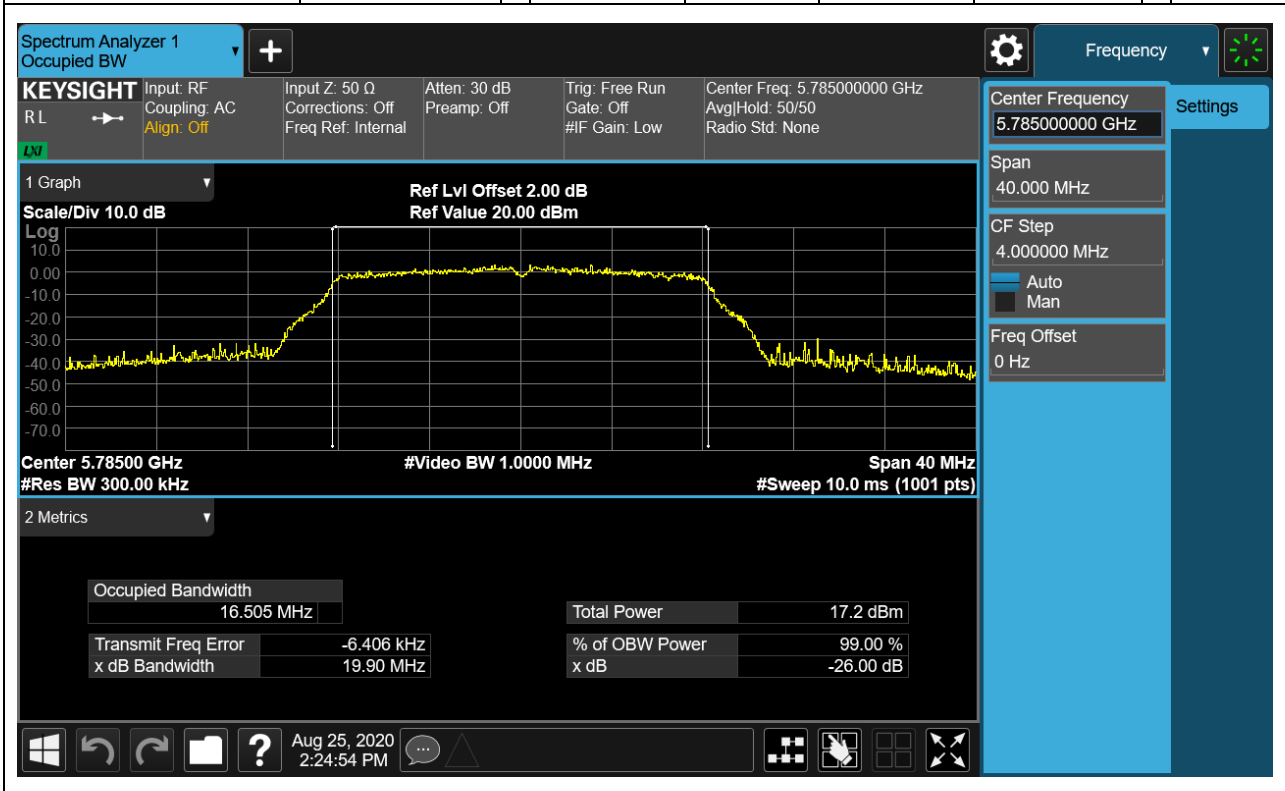 Spectrum Analyzer 1
Occupied BW
+
Frequency
KEYSIGHT
R L
LXI
Input: RF
Coupling: AC
Align: Off
Input Z: 50 Ω
Corrections: Off
Freq Ref: Internal
Atten: 30 dB
Preamp: Off
Trig: Free Run
Gate: Off
#IF Gain: Low
Center Freq: 5.785000000 GHz
Avg|Hold: 50/50
Radio Std: None
Center Frequency
5.785000000 GHz
Settings
Span
40.000 MHz
CF Step
4.000000 MHz
Auto
Man
Freq Offset
0 Hz
1 Graph
Ref Lvl Offset 2.00 dB
Scale/Div 10.0 dB
Ref Value 20.00 dBm
Log
10.0
0.00
-10.0
-20.0
-30.0
-40.0
-50.0
-60.0
-70.0
Center 5.78500 GHz
#Video BW 1.0000 MHz
Span 40 MHz
#Res BW 300.00 kHz
#Sweep 10.0 ms (1001 pts)
2 Metrics
Occupied Bandwidth
16.505 MHz
Total Power 17.2 dBm
Transmit Freq Error -6.406 kHz
% of OBW Power 99.00 %
x dB Bandwidth 19.90 MHz
x dB -26.00 dB
?
Aug 25, 2020
2:24:54 PM